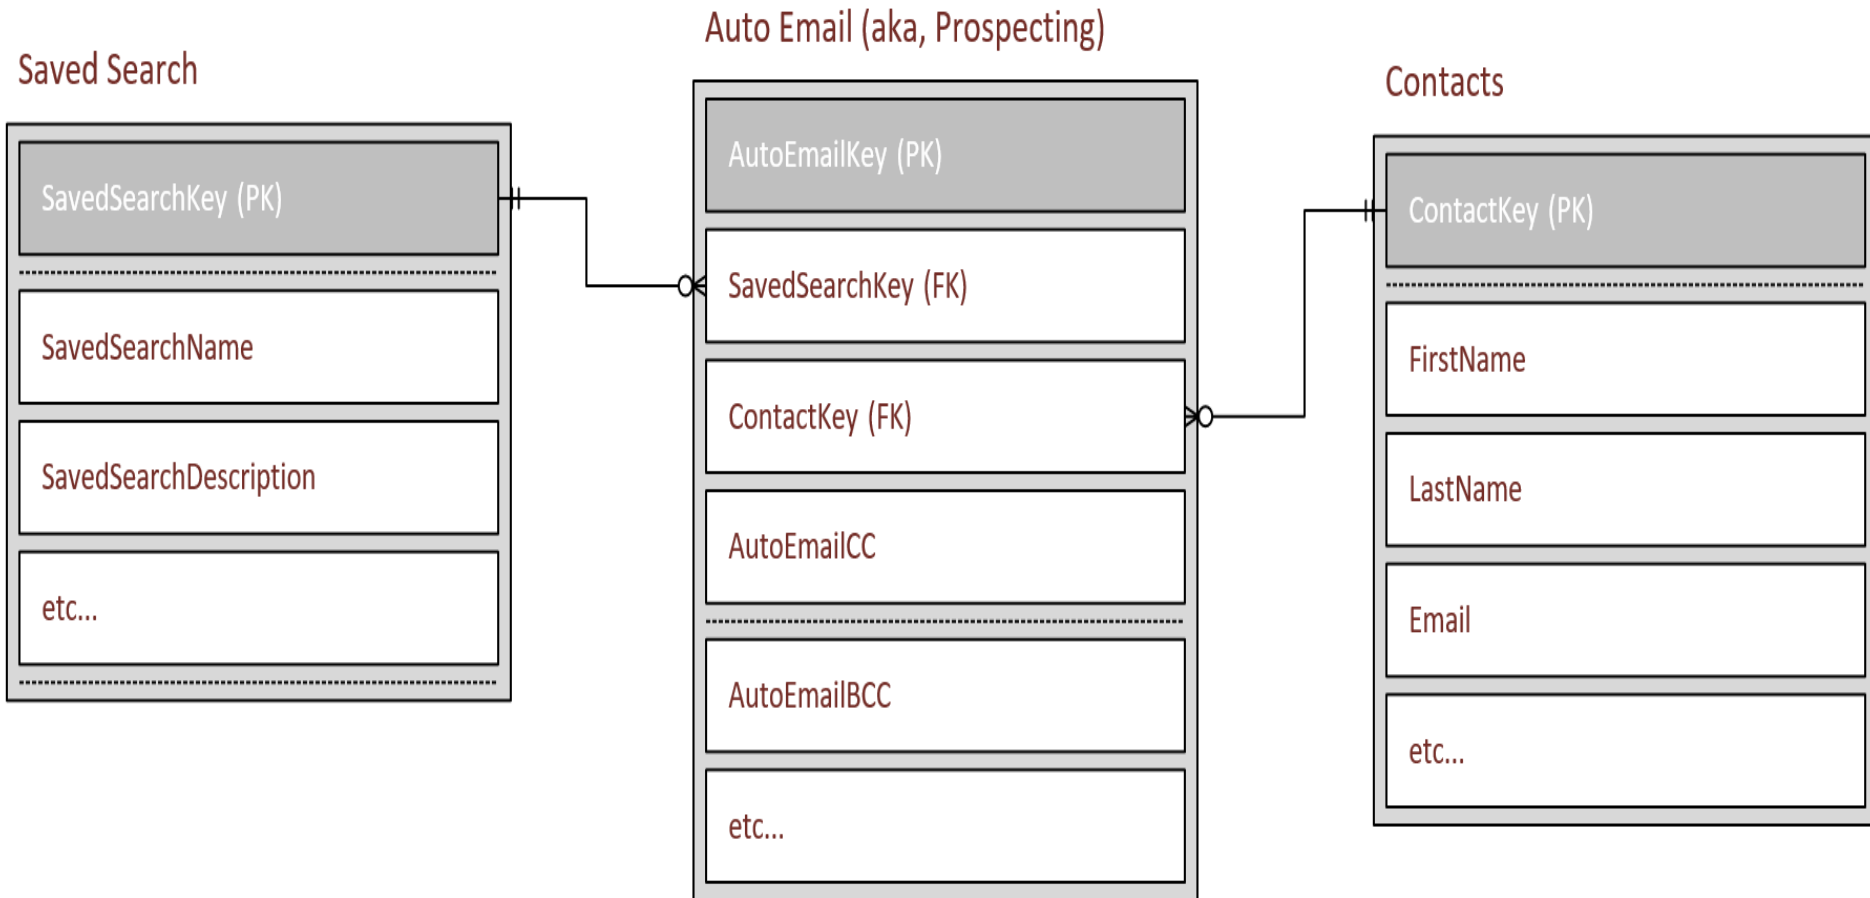 Saved Search
SavedSearchKey (PK)
SavedSearchName
SavedSearchDescription
etc...
Auto Email (aka, Prospecting)
AutoEmailKey (PK)
SavedSearchKey (FK)
ContactKey (FK)
AutoEmailCC
AutoEmailBCC
etc...
Contacts
ContactKey (PK)
FirstName
LastName
Email
etc...